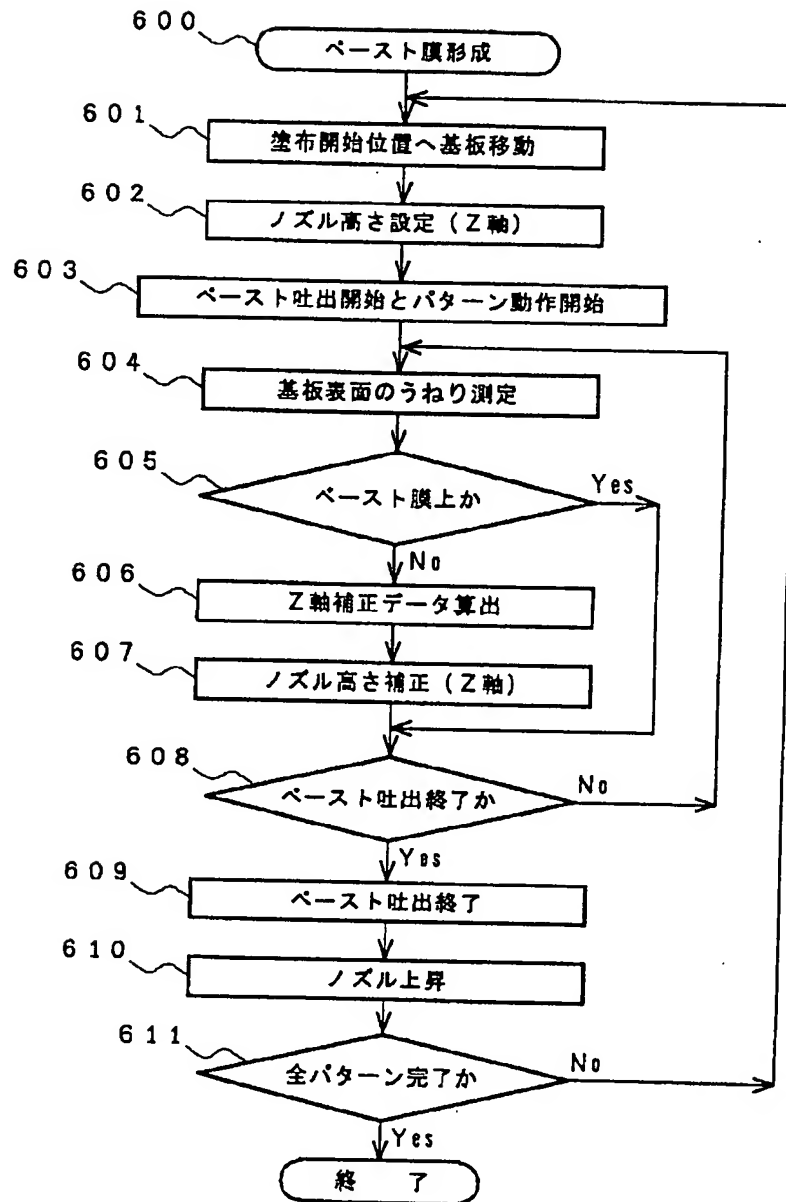 600
ペースト膜形成
601
塗布開始位置へ基板移動
602
ノズル高さ設定(Z軸)
603
ペースト吐出開始とパターン動作開始
604
基板表面のうねり測定
605
ペースト膜上か
Yes
No
606
Z軸補正データ算出
607
ノズル高さ補正(Z軸)
608
ペースト吐出終了か
No
Yes
609
ペースト吐出終了
610
ノズル上昇
611
全パターン完了か
No
Yes
終 了